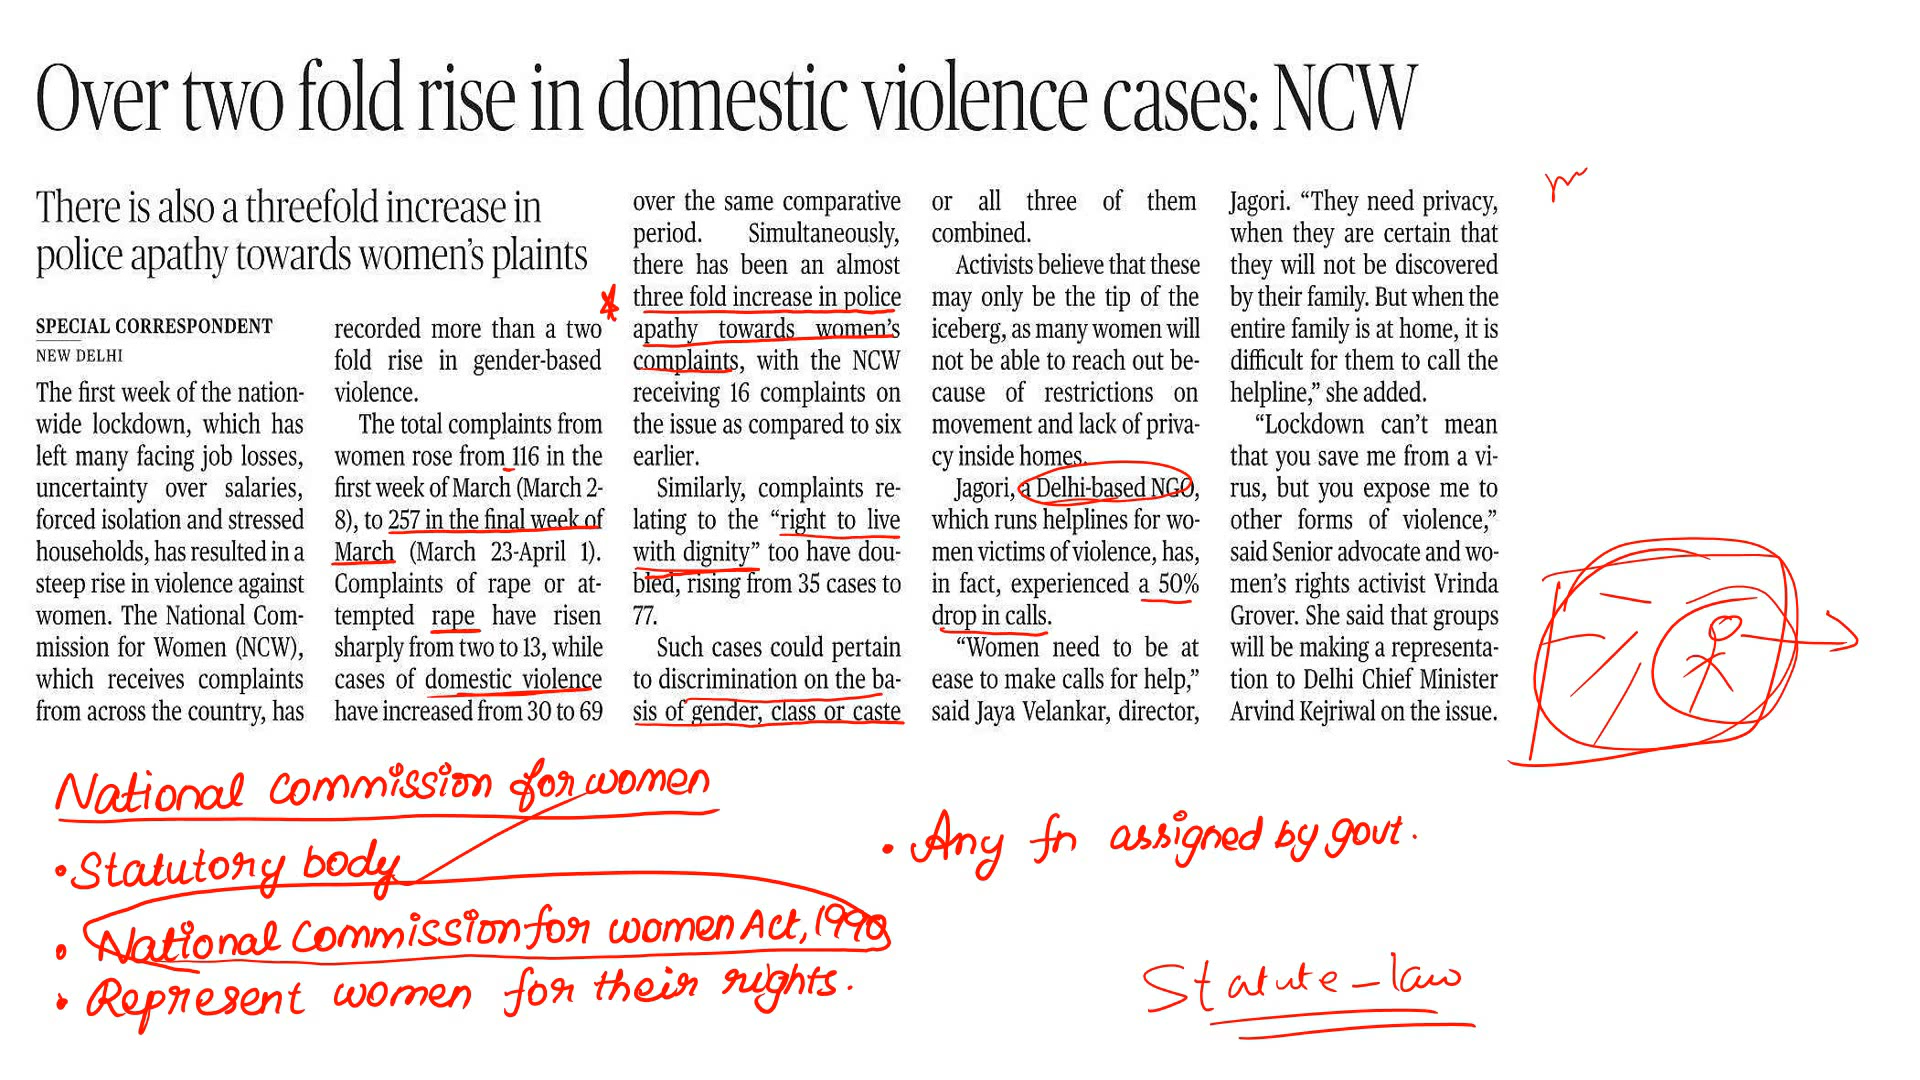 Over two fold rise in domestic violence cases: NCW
There is also a threefold increase in
police apathy towards women's plaints
SPECIAL CORRESPONDENT
NEW DELHI
The first week of the nation-
wide lockdown, which has
left many facing job losses,
uncertainty over salaries,
forced isolation and stressed
households, has resulted in a
steep rise in violence against
women. The National Com-
mission for Women (NCW),
which receives complaints
from across the country, has
recorded more than a two
fold rise in gender-based
violence.
The total complaints from
women rose from 116 in the
first week of March (March 2-
8), to 257 in the final week of
March (March 23-April 1).
Complaints of rape or at-
tempted rape have risen
sharply from two to 13, while
cases of domestic violence
have increased from 30 to 69
over the same comparative
period. Simultaneously,
there has been an almost
three fold increase in police
apathy towards women's
complaints, with the NCW
receiving 16 complaints on
the issue as compared to six
earlier.
Similarly, complaints re-
lating to the “right to live
with dignity” too have dou-
bled, rising from 35 cases to
77.
Such cases could pertain
to discrimination on the ba-
sis of gender, class or caste
or all three of them
combined.
Activists believe that these
may only be the tip of the
iceberg, as many women will
not be able to reach out be-
cause of restrictions on
movement and lack of priva-
cy inside homes.
Jagori, a Delhi-based NGO,
which runs helplines for wo-
men victims of violence, has,
in fact, experienced a 50%
drop in calls.
“Women need to be at
ease to make calls for help,”
said Jaya Velankar, director,
Jagori. “They need privacy,
when they are certain that
they will not be discovered
by their family. But when the
entire family is at home, it is
difficult for them to call the
helpline,” she added.
“Lockdown can't mean
that you save me from a vi-
rus, but you expose me to
other forms of violence,”
said Senior advocate and wo-
men's rights activist Vrinda
Grover. She said that groups
will be making a representa-
tion to Delhi Chief Minister
Arvind Kejriwal on the issue.
National commission for women
• Statutory body
• National Commission for women Act, 1990
• Represent women for their rights.
• Any fn assigned by govt.
Statute - law